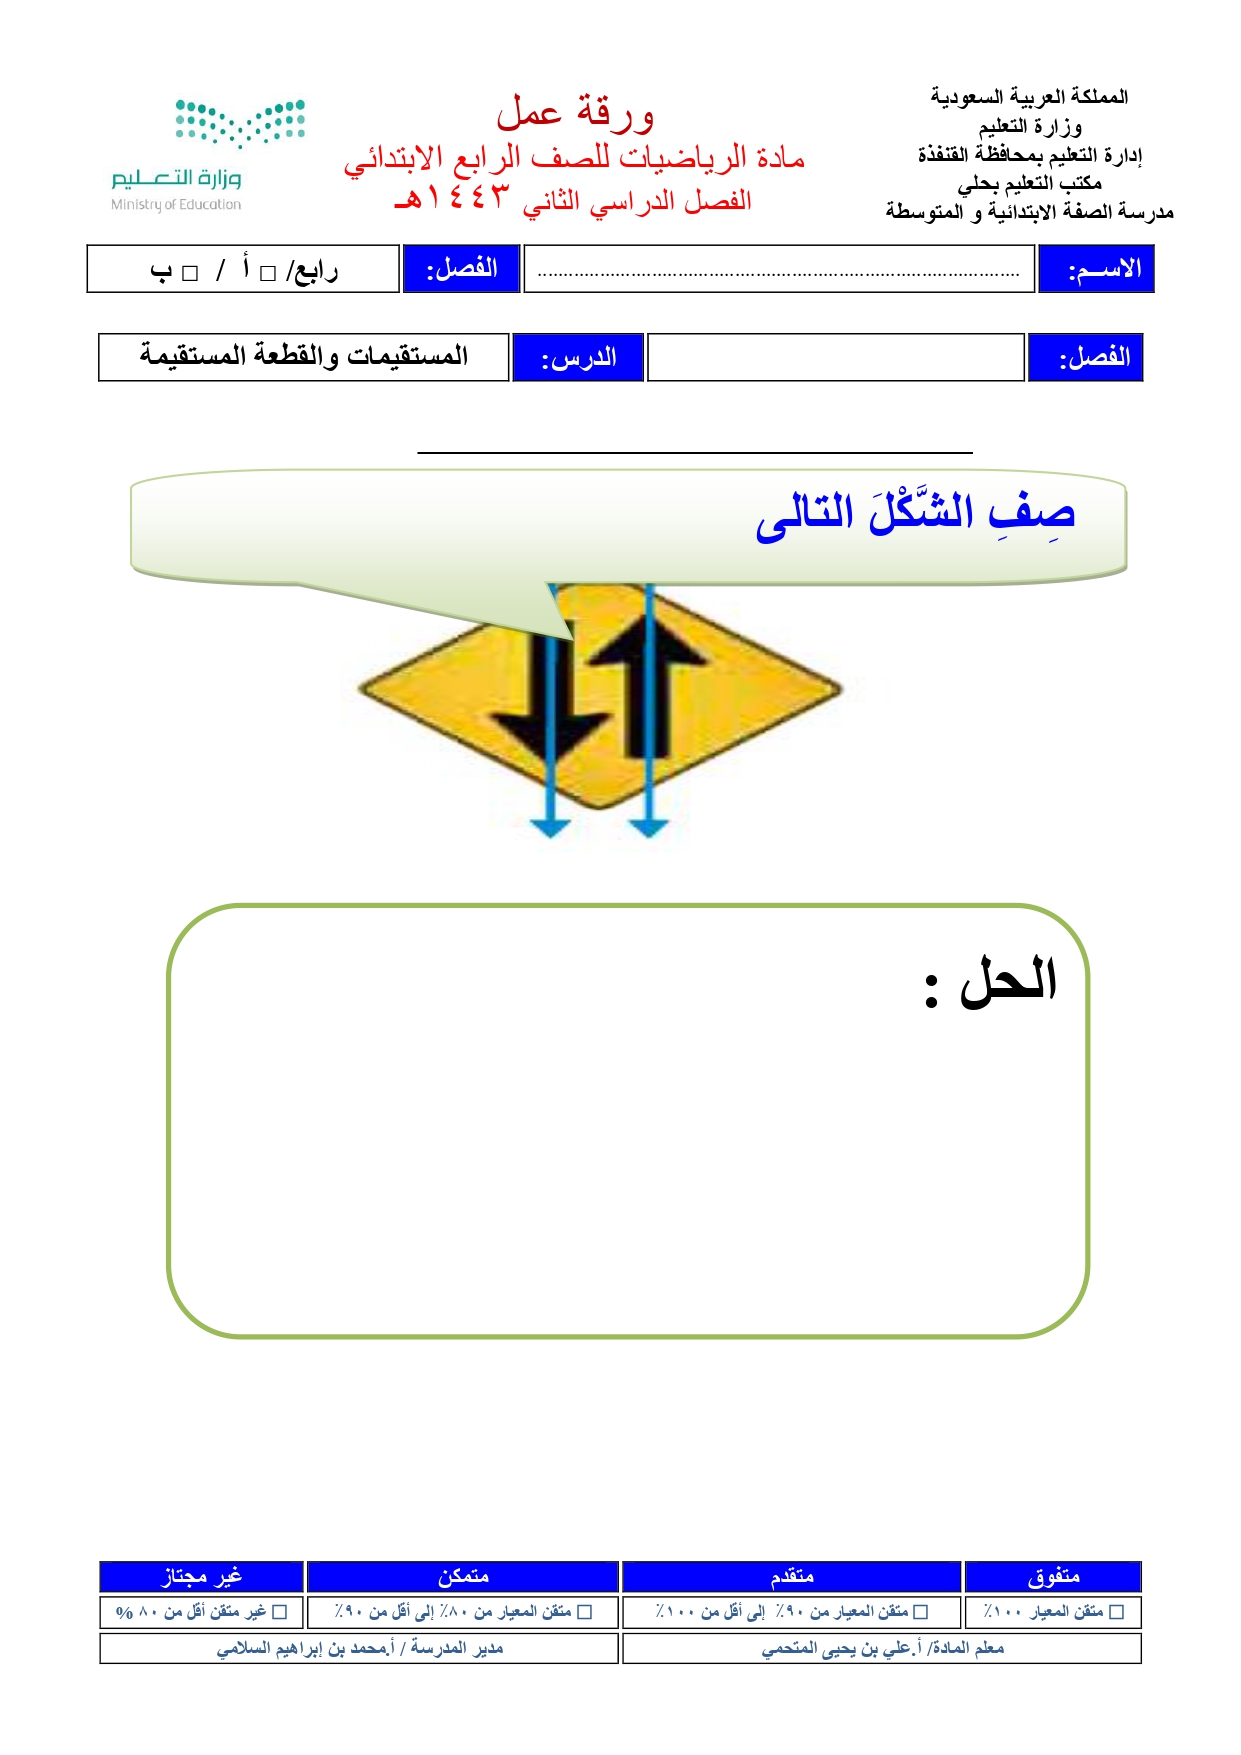 المملكة العربية السعودية
وزارة التعليم
إدارة التعليم بمحافظة القنفذة
مكتب التعليم بحلي
مدرسة الصفة الابتدائية و المتوسطة
ورقة عمل
مادة الرياضيات للصف الرابع الابتدائي
الفصل الدراسي الثاني ١٤٤٣هـ
وزارة التعـليم
Ministry of Education
الاســم: ........................................................................................... الفصل: رابع/ □ أ / □ ب
الفصل: الدرس: المستقيمات والقطعة المستقيمة
صِفِ الشَّكْلَ التالى
الحل :
متفوق متقدم متمكن غير مجتاز
□ متقن المعيار ١٠٠٪ □ متقن المعيار من ٩٠٪ إلى أقل من ١٠٠٪ □ متقن المعيار من ٨٠٪ إلى أقل من ٩٠٪ □ غير متقن أقل من ٨٠ %
معلم المادة/ أ.علي بن يحيى المتحمي مدير المدرسة / أ.محمد بن إبراهيم السلامي